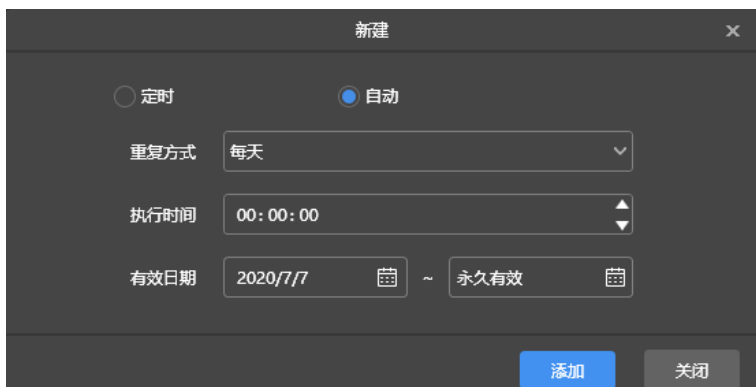 新建
定时 自动
重复方式 每天
执行时间 00:00:00
有效日期 2020/7/7 ~ 永久有效
添加 关闭